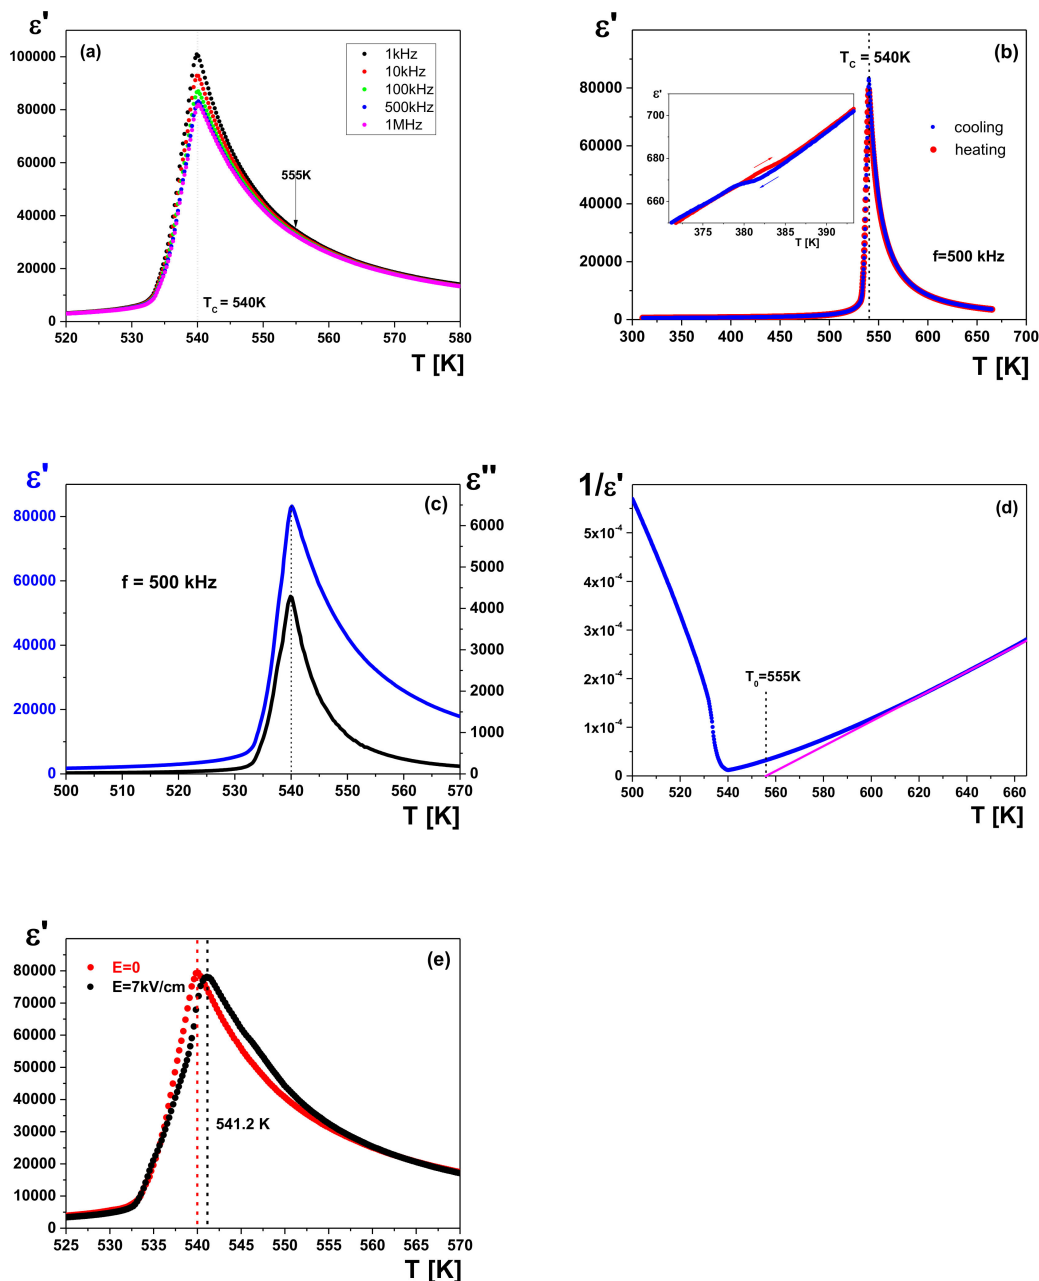 ε'
(a)
100000
80000
60000
40000
20000
0
1kHz
10kHz
100kHz
500kHz
1MHz
555K
T_C = 540K
520 530 540 550 560 570 580
T [K]
ε'
(b)
T_C = 540K
80000
60000
40000
20000
0
ε'
700
680
660
375 380 385 390
T [K]
cooling
heating
f=500 kHz
300 350 400 450 500 550 600 650 700
T [K]
ε'
ε"
(c)
80000
60000
40000
20000
0
6000
5000
4000
3000
2000
1000
0
f = 500 kHz
500 510 520 530 540 550 560 570
T [K]
1/ε'
(d)
5x10⁻⁴
4x10⁻⁴
3x10⁻⁴
2x10⁻⁴
1x10⁻⁴
0
T₀=555K
500 520 540 560 580 600 620 640 660
T [K]
ε'
(e)
90000
80000
70000
60000
50000
40000
30000
20000
10000
0
E=0
E=7kV/cm
541.2 K
525 530 535 540 545 550 555 560 565 570
T [K]